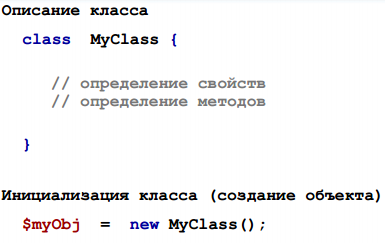 Описание класса
class MyClass {
// определение свойств
// определение методов
}
Инициализация класса (создание объекта)
$myObj = new MyClass();